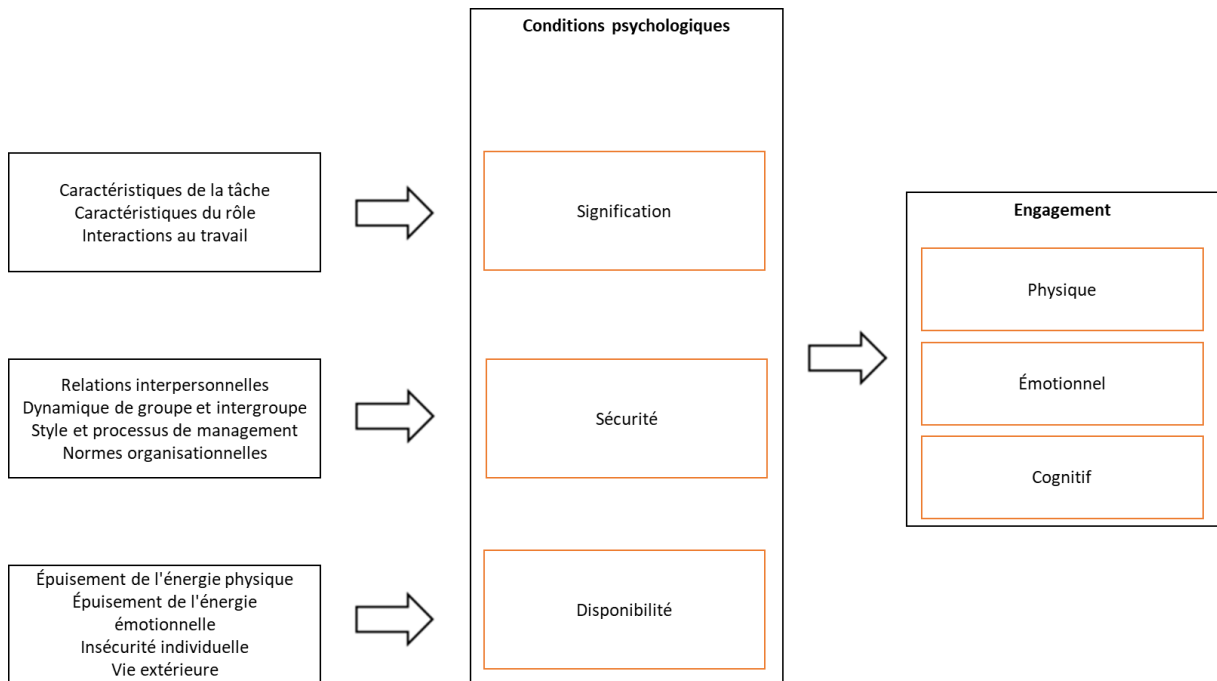 Conditions psychologiques
Caractéristiques de la tâche
Caractéristiques du rôle
Interactions au travail
Signification
Relations interpersonnelles
Dynamique de groupe et intergroupe
Style et processus de management
Normes organisationnelles
Sécurité
Épuisement de l'énergie physique
Épuisement de l'énergie
émotionnelle
Insécurité individuelle
Vie extérieure
Disponibilité
Engagement
Physique
Émotionnel
Cognitif